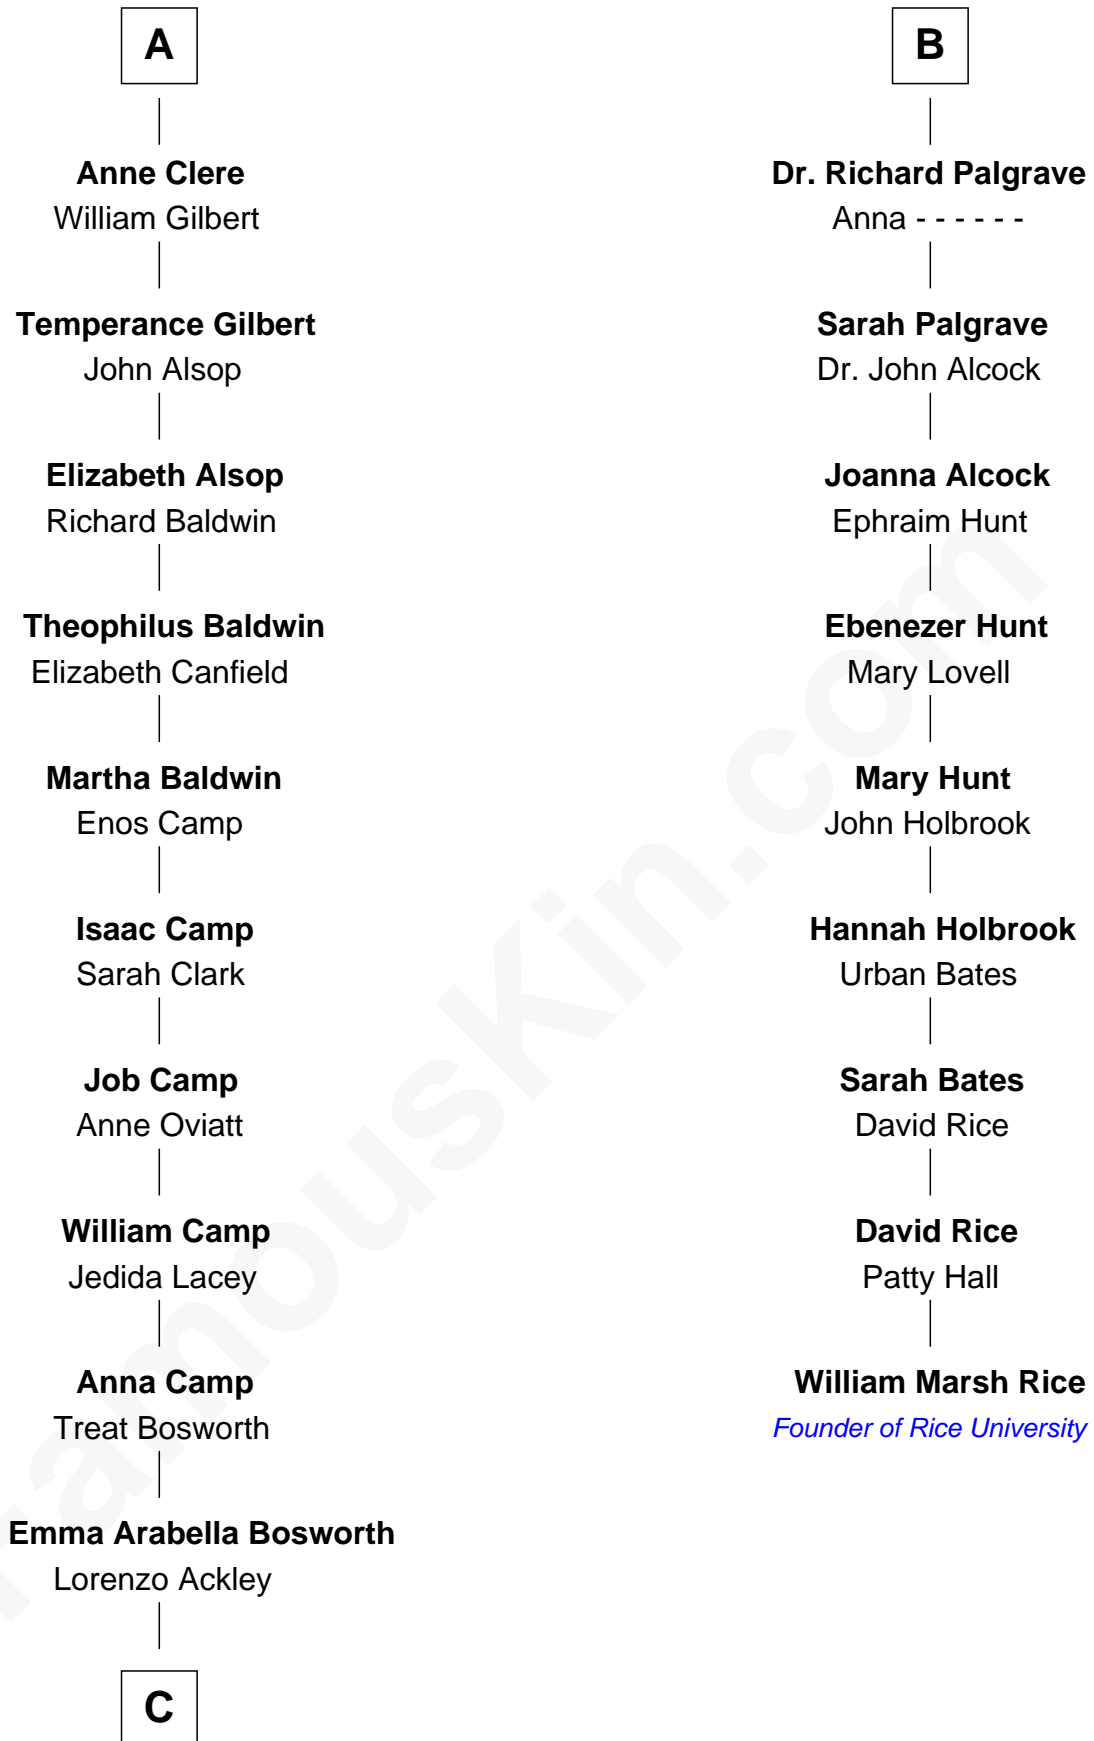 A
Anne Clere
William Gilbert
Temperance Gilbert
John Alsop
Elizabeth Alsop
Richard Baldwin
Theophilus Baldwin
Elizabeth Canfield
Martha Baldwin
Enos Camp
Isaac Camp
Sarah Clark
Job Camp
Anne Oviatt
William Camp
Jedida Lacey
Anna Camp
Treat Bosworth
Emma Arabella Bosworth
Lorenzo Ackley
C
B
Dr. Richard Palgrave
Anna - - - - - -
Sarah Palgrave
Dr. John Alcock
Joanna Alcock
Ephraim Hunt
Ebenezer Hunt
Mary Lovell
Mary Hunt
John Holbrook
Hannah Holbrook
Urban Bates
Sarah Bates
David Rice
David Rice
Patty Hall
William Marsh Rice
Founder of Rice University
FamousKin.com